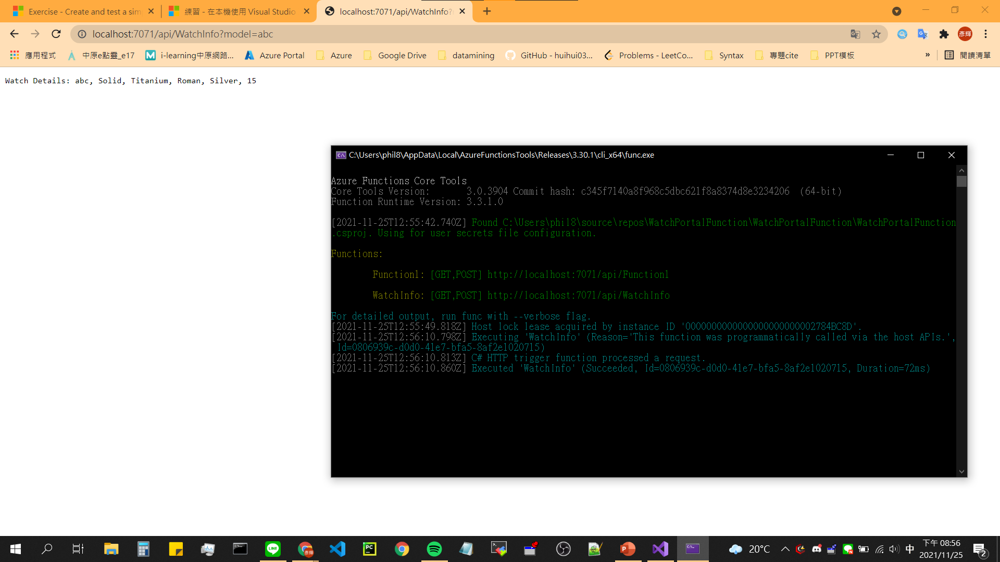 Exercise - Create and test a sim
練習 - 在本機使用 Visual Studio
localhost:7071/api/WatchInfo?
localhost:7071/api/WatchInfo?model=abc
彥輝
應用程式
中原e點靈_e17
i-learning中原網路...
Azure Portal
Azure
Google Drive
datamining
GitHub - huihui03...
Problems - LeetCo...
Syntax
專題cite
PPT模板
»
閱讀清單
Watch Details: abc, Solid, Titanium, Roman, Silver, 15
C:\Users\phil8\AppData\Local\AzureFunctionsTools\Releases\3.30.1\cli_x64\func.exe
Azure Functions Core Tools
Core Tools Version: 3.0.3904 Commit hash: c345f7140a8f968c5dbc621f8a8374d8e3234206 (64-bit)
Function Runtime Version: 3.3.1.0
[2021-11-25T12:55:42.740Z] Found C:\Users\phil8\source\repos\WatchPortalFunction\WatchPortalFunction\WatchPortalFunction
.csproj. Using for user secrets file configuration.
Functions:
Function1: [GET,POST] http://localhost:7071/api/Function1
WatchInfo: [GET,POST] http://localhost:7071/api/WatchInfo
For detailed output, run func with --verbose flag.
[2021-11-25T12:55:49.818Z] Host lock lease acquired by instance ID '0000000000000000000000002784BC8D'.
[2021-11-25T12:56:10.798Z] Executing 'WatchInfo' (Reason='This function was programmatically called via the host APIs.',
Id=0806939c-d0d0-41e7-bfa5-8af2e1020715)
[2021-11-25T12:56:10.813Z] C# HTTP trigger function processed a request.
[2021-11-25T12:56:10.860Z] Executed 'WatchInfo' (Succeeded, Id=0806939c-d0d0-41e7-bfa5-8af2e1020715, Duration=72ms)
20°C
中
下午 08:56
2021/11/25
2